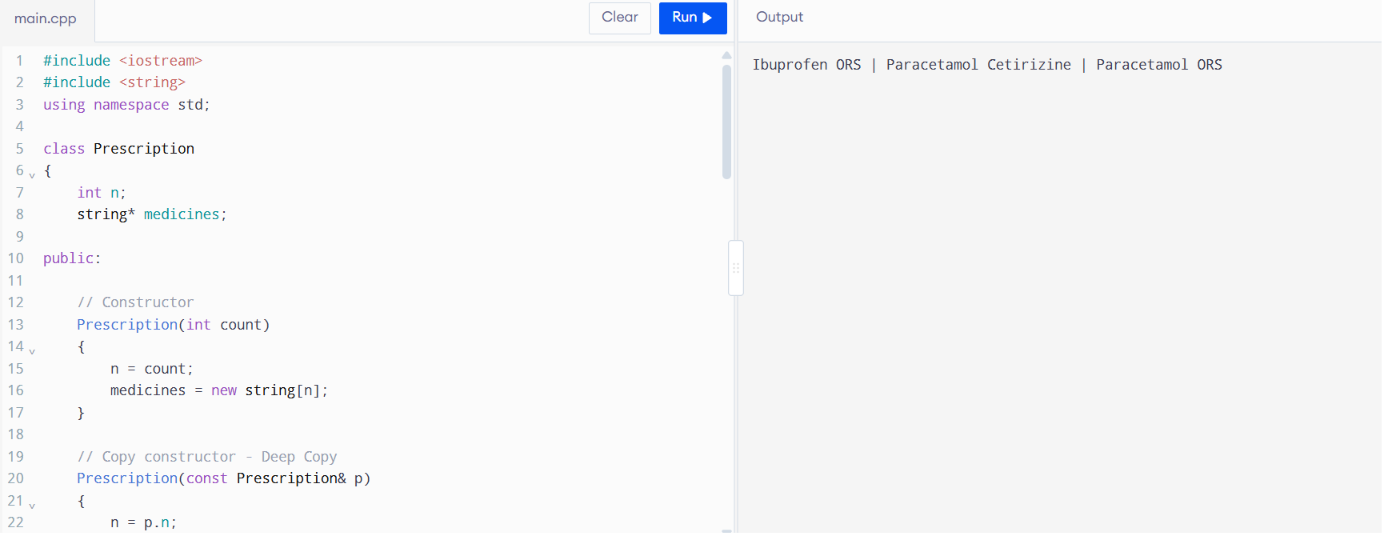 main.cpp
Clear
Run
Output
1 #include <iostream>
2 #include <string>
3 using namespace std;
4
5 class Prescription
6 {
7     int n;
8     string* medicines;
9
10 public:
11
12     // Constructor
13     Prescription(int count)
14     {
15         n = count;
16         medicines = new string[n];
17     }
18
19     // Copy constructor - Deep Copy
20     Prescription(const Prescription& p)
21     {
22         n = p.n;
Ibuprofen ORS | Paracetamol Cetirizine | Paracetamol ORS